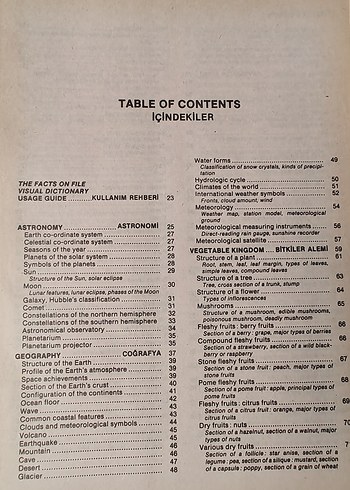 TABLE OF CONTENTS
İÇİNDEKİLER
THE FACTS ON FILE
VISUAL DICTIONARY
USAGE GUIDE ........ KULLANIM REHBERİ 23
ASTRONOMY ........ ASTRONOMİ 25
Earth co-ordinate system ........ 27
Celestial co-ordinate system ........ 27
Seasons of the year ........ 27
Planets of the solar system ........ 28
Symbols of the planets ........ 28
Sun ........ 29
Structure of the Sun, solar eclipse
Moon ........ 30
Lunar features, lunar eclipse, phases of the Moon
Galaxy, Hubble's classification ........ 31
Comet ........ 31
Constellations of the northern hemisphere ........ 32
Constellations of the southern hemisphere ........ 33
Astronomical observatory ........ 34
Planetarium ........ 35
Planetarium projector ........ 35
GEOGRAPHY ........ COĞRAFYA 37
Structure of the Earth ........ 39
Profile of the Earth's atmosphere ........ 39
Space achievements ........ 39
Section of the Earth's crust ........ 40
Configuration of the continents ........ 41
Ocean floor ........ 42
Wave ........ 42
Common coastal features ........ 43
Clouds and meteorological symbols ........ 44
Volcano ........ 45
Earthquake ........ 45
Mountain ........ 46
Cave ........ 46
Desert ........ 47
Glacier ........ 48
Water forms ........ 49
Classification of snow crystals, kinds of precipi-
tation
Hydrologic cycle ........ 50
Climates of the world ........ 51
International weather symbols ........ 52
Fronts, cloud amount, wind
Meteorology ........ 54
Weather map, station model, meteorological
ground
Meteorological measuring instruments ........ 56
Direct-reading rain gauge, sunshine recorder
Meteorological satellite ........ 57
VEGETABLE KINGDOM ........ BİTKİLER ALEMİ 59
Structure of a plant ........ 61
Root, stem, leaf, leaf margin, types of leaves,
simple leaves, compound leaves
Structure of a tree ........ 63
Tree, cross section of a trunk, stump
Structure of a flower ........ 64
Types of inflorescences
Mushrooms ........ 65
Structure of a mushroom, edible mushrooms,
poisonous mushroom, deadly mushroom
Fleshy fruits: berry fruits ........ 66
Section of a berry: grape, major types of berries
Compound fleshy fruits ........ 66
Section of a strawberry, section of a wild black-
berry or raspberry
Stone fleshy fruits ........ 67
Section of a stone fruit: peach, major types of
stone fruits
Pome fleshy fruits ........ 68
Section of a pome fruit: apple, principal types of
pome fruits
Fleshy fruits: citrus fruits ........ 69
Section of a citrus fruit: orange, major types of
citrus fruits
Dry fruits: nuts ........ 70
Section of a hazelnut, section of a walnut, major
types of nuts
Various dry fruits ........ 7
Section of a follicle: star anise, section of a
legume: pea, section of a silique: mustard, section
of a capsule: poppy, section of a grain of wheat